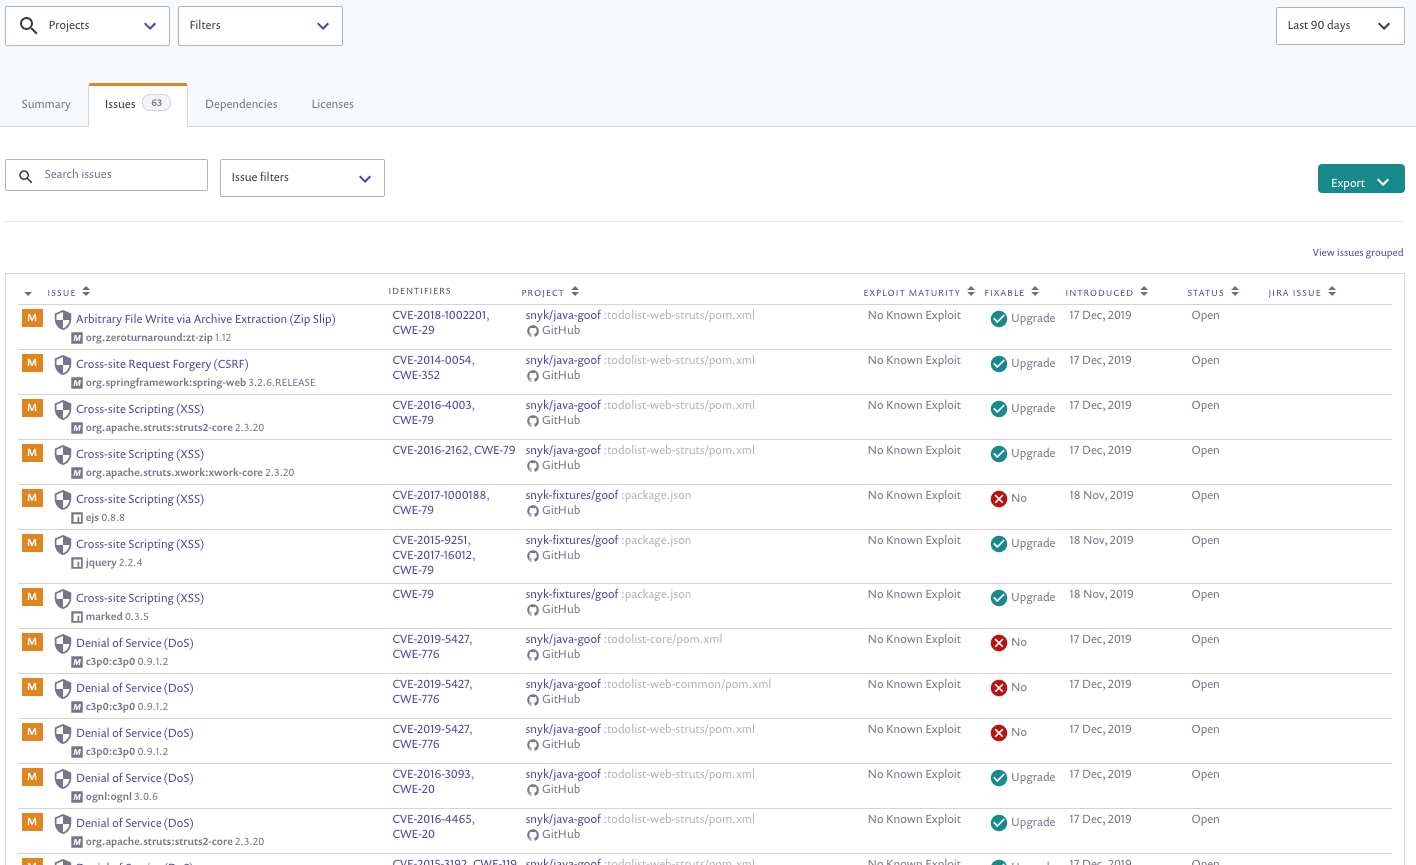 Projects
Filters
Last 90 days
Summary
Issues 63
Dependencies
Licenses
Search issues
Issue filters
Export
View issues grouped
ISSUE IDENTIFIERS PROJECT EXPLOIT MATURITY FIXABLE INTRODUCED STATUS JIRA ISSUE
M Arbitrary File Write via Archive Extraction (Zip Slip) CVE-2018-1002201, snyk/java-goof :todolist-web-struts/pom.xml No Known Exploit Upgrade 17 Dec, 2019 Open
M org.zeroturnaround:zt-zip 1.12 CWE-29 GitHub
M Cross-site Request Forgery (CSRF) CVE-2014-0054, snyk/java-goof :todolist-web-struts/pom.xml No Known Exploit Upgrade 17 Dec, 2019 Open
M org.springframework:spring-web 3.2.6.RELEASE CWE-352 GitHub
M Cross-site Scripting (XSS) CVE-2016-4003, snyk/java-goof :todolist-web-struts/pom.xml No Known Exploit Upgrade 17 Dec, 2019 Open
M org.apache.struts:struts2-core 2.3.20 CWE-79 GitHub
M Cross-site Scripting (XSS) CVE-2016-2162, CWE-79 snyk/java-goof :todolist-web-struts/pom.xml No Known Exploit Upgrade 17 Dec, 2019 Open
M org.apache.struts.xwork:xwork-core 2.3.20 GitHub
M Cross-site Scripting (XSS) CVE-2017-1000188, snyk-fixtures/goof :package.json No Known Exploit No 18 Nov, 2019 Open
ejs 0.8.8 CWE-79 GitHub
M Cross-site Scripting (XSS) CVE-2015-9251, snyk-fixtures/goof :package.json No Known Exploit Upgrade 18 Nov, 2019 Open
jquery 2.2.4 CVE-2017-16012, GitHub
CWE-79
M Cross-site Scripting (XSS) CWE-79 snyk-fixtures/goof :package.json No Known Exploit Upgrade 18 Nov, 2019 Open
marked 0.3.5 GitHub
M Denial of Service (DoS) CVE-2019-5427, snyk/java-goof :todolist-core/pom.xml No Known Exploit No 17 Dec, 2019 Open
M c3p0:c3p0 0.9.1.2 CWE-776 GitHub
M Denial of Service (DoS) CVE-2019-5427, snyk/java-goof :todolist-web-common/pom.xml No Known Exploit No 17 Dec, 2019 Open
M c3p0:c3p0 0.9.1.2 CWE-776 GitHub
M Denial of Service (DoS) CVE-2019-5427, snyk/java-goof :todolist-web-struts/pom.xml No Known Exploit No 17 Dec, 2019 Open
M c3p0:c3p0 0.9.1.2 CWE-776 GitHub
M Denial of Service (DoS) CVE-2016-3093, snyk/java-goof :todolist-web-struts/pom.xml No Known Exploit Upgrade 17 Dec, 2019 Open
M ognl:ognl 3.0.6 CWE-20 GitHub
M Denial of Service (DoS) CVE-2016-4465, snyk/java-goof :todolist-web-struts/pom.xml No Known Exploit Upgrade 17 Dec, 2019 Open
M org.apache.struts:struts2-core 2.3.20 CWE-20 GitHub
M Denial of Service (DoS) CVE-2015-3192, CWE-119 snyk/java-goof :todolist-web-struts/pom.xml No Known Exploit Upgrade 17 Dec, 2019 Open